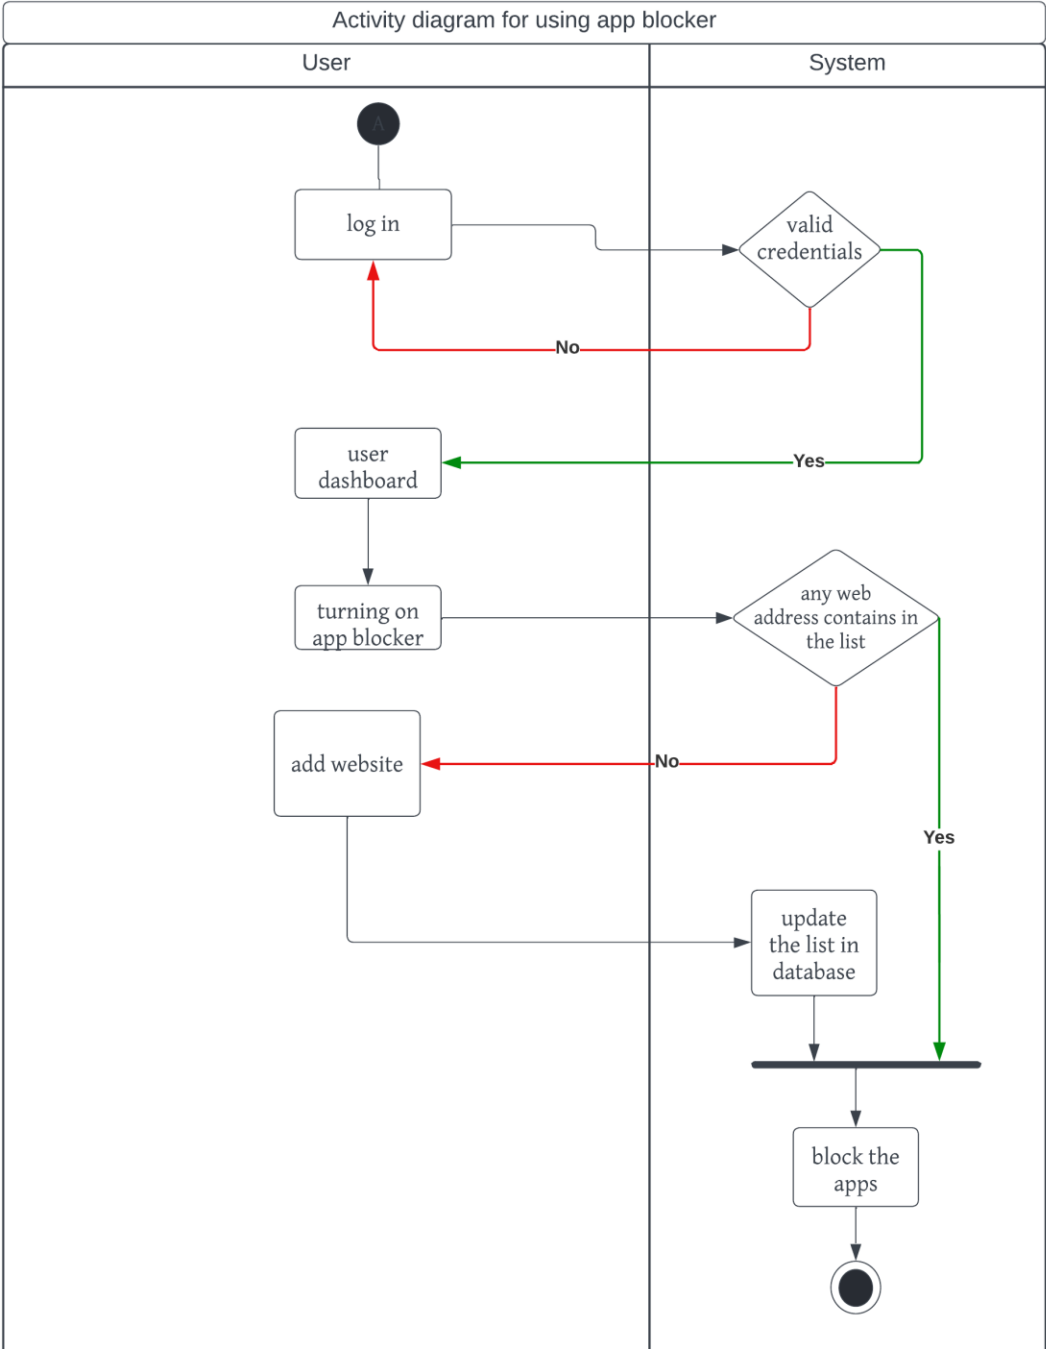 Activity diagram for using app blocker
User
System
A
log in
valid
credentials
No
user
dashboard
Yes
turning on
app blocker
any web
address contains in
the list
add website
No
Yes
update
the list in
database
block the
apps